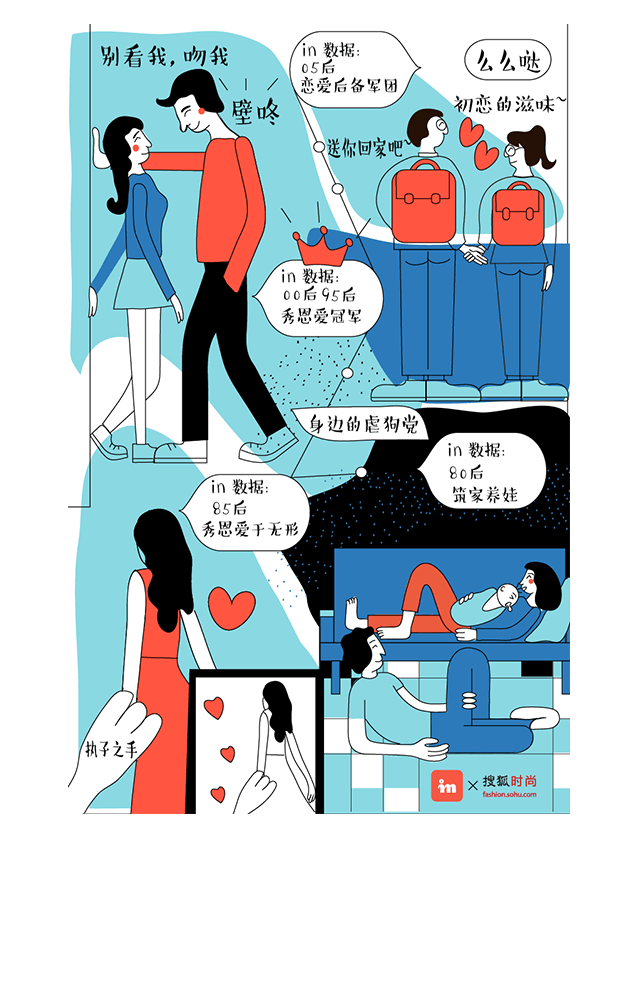 别看我，吻我
壁咚
in 数据：
05后
恋爱后备军团
么么哒
初恋的滋味~
送你回家吧~
in 数据：
00后95后
秀恩爱冠军
身边的虐狗党
in 数据：
80后
筑家养娃
in 数据：
85后
秀恩爱于无形
执子之手
in × 搜狐时尚
fashion.sohu.com